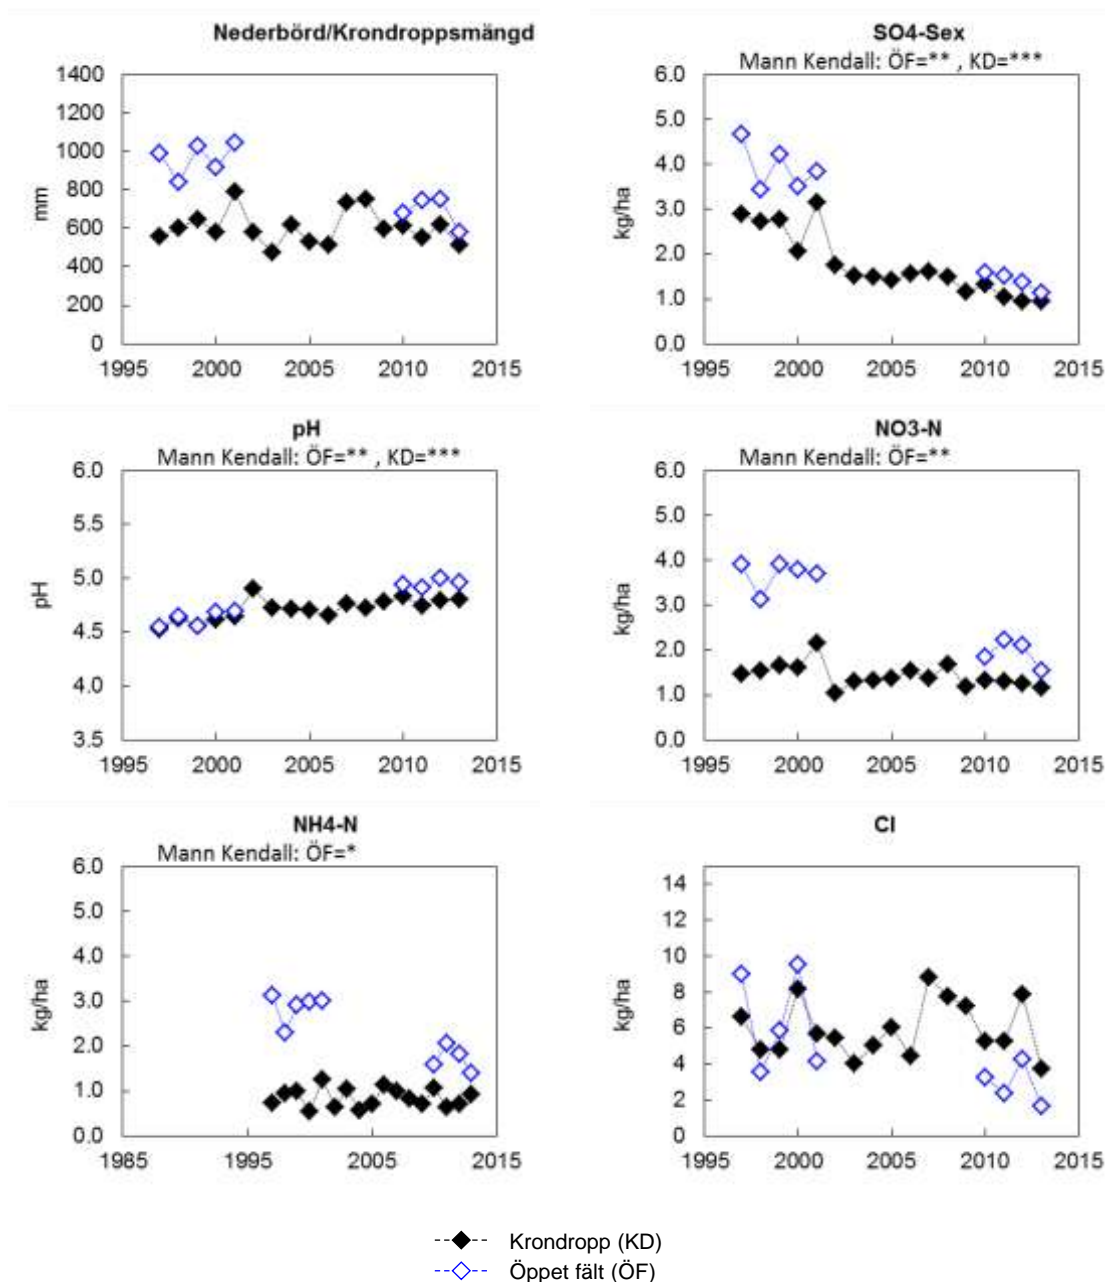 Nederbörd/Krondroppsmängd
1400
1200
1000
800
600
400
200
0
mm
1995 2000 2005 2010 2015
SO4-Sex
Mann Kendall: ÖF=** , KD=***
6.0
5.0
4.0
3.0
2.0
1.0
0.0
kg/ha
1995 2000 2005 2010 2015
pH
Mann Kendall: ÖF=** , KD=***
6.0
5.5
5.0
4.5
4.0
3.5
pH
1995 2000 2005 2010 2015
NO3-N
Mann Kendall: ÖF=**
6.0
5.0
4.0
3.0
2.0
1.0
0.0
kg/ha
1995 2000 2005 2010 2015
NH4-N
Mann Kendall: ÖF=*
6.0
5.0
4.0
3.0
2.0
1.0
0.0
kg/ha
1985 1995 2005 2015
Cl
14
12
10
8
6
4
2
0
kg/ha
1995 2000 2005 2010 2015
Krondropp (KD)
Öppet fält (ÖF)